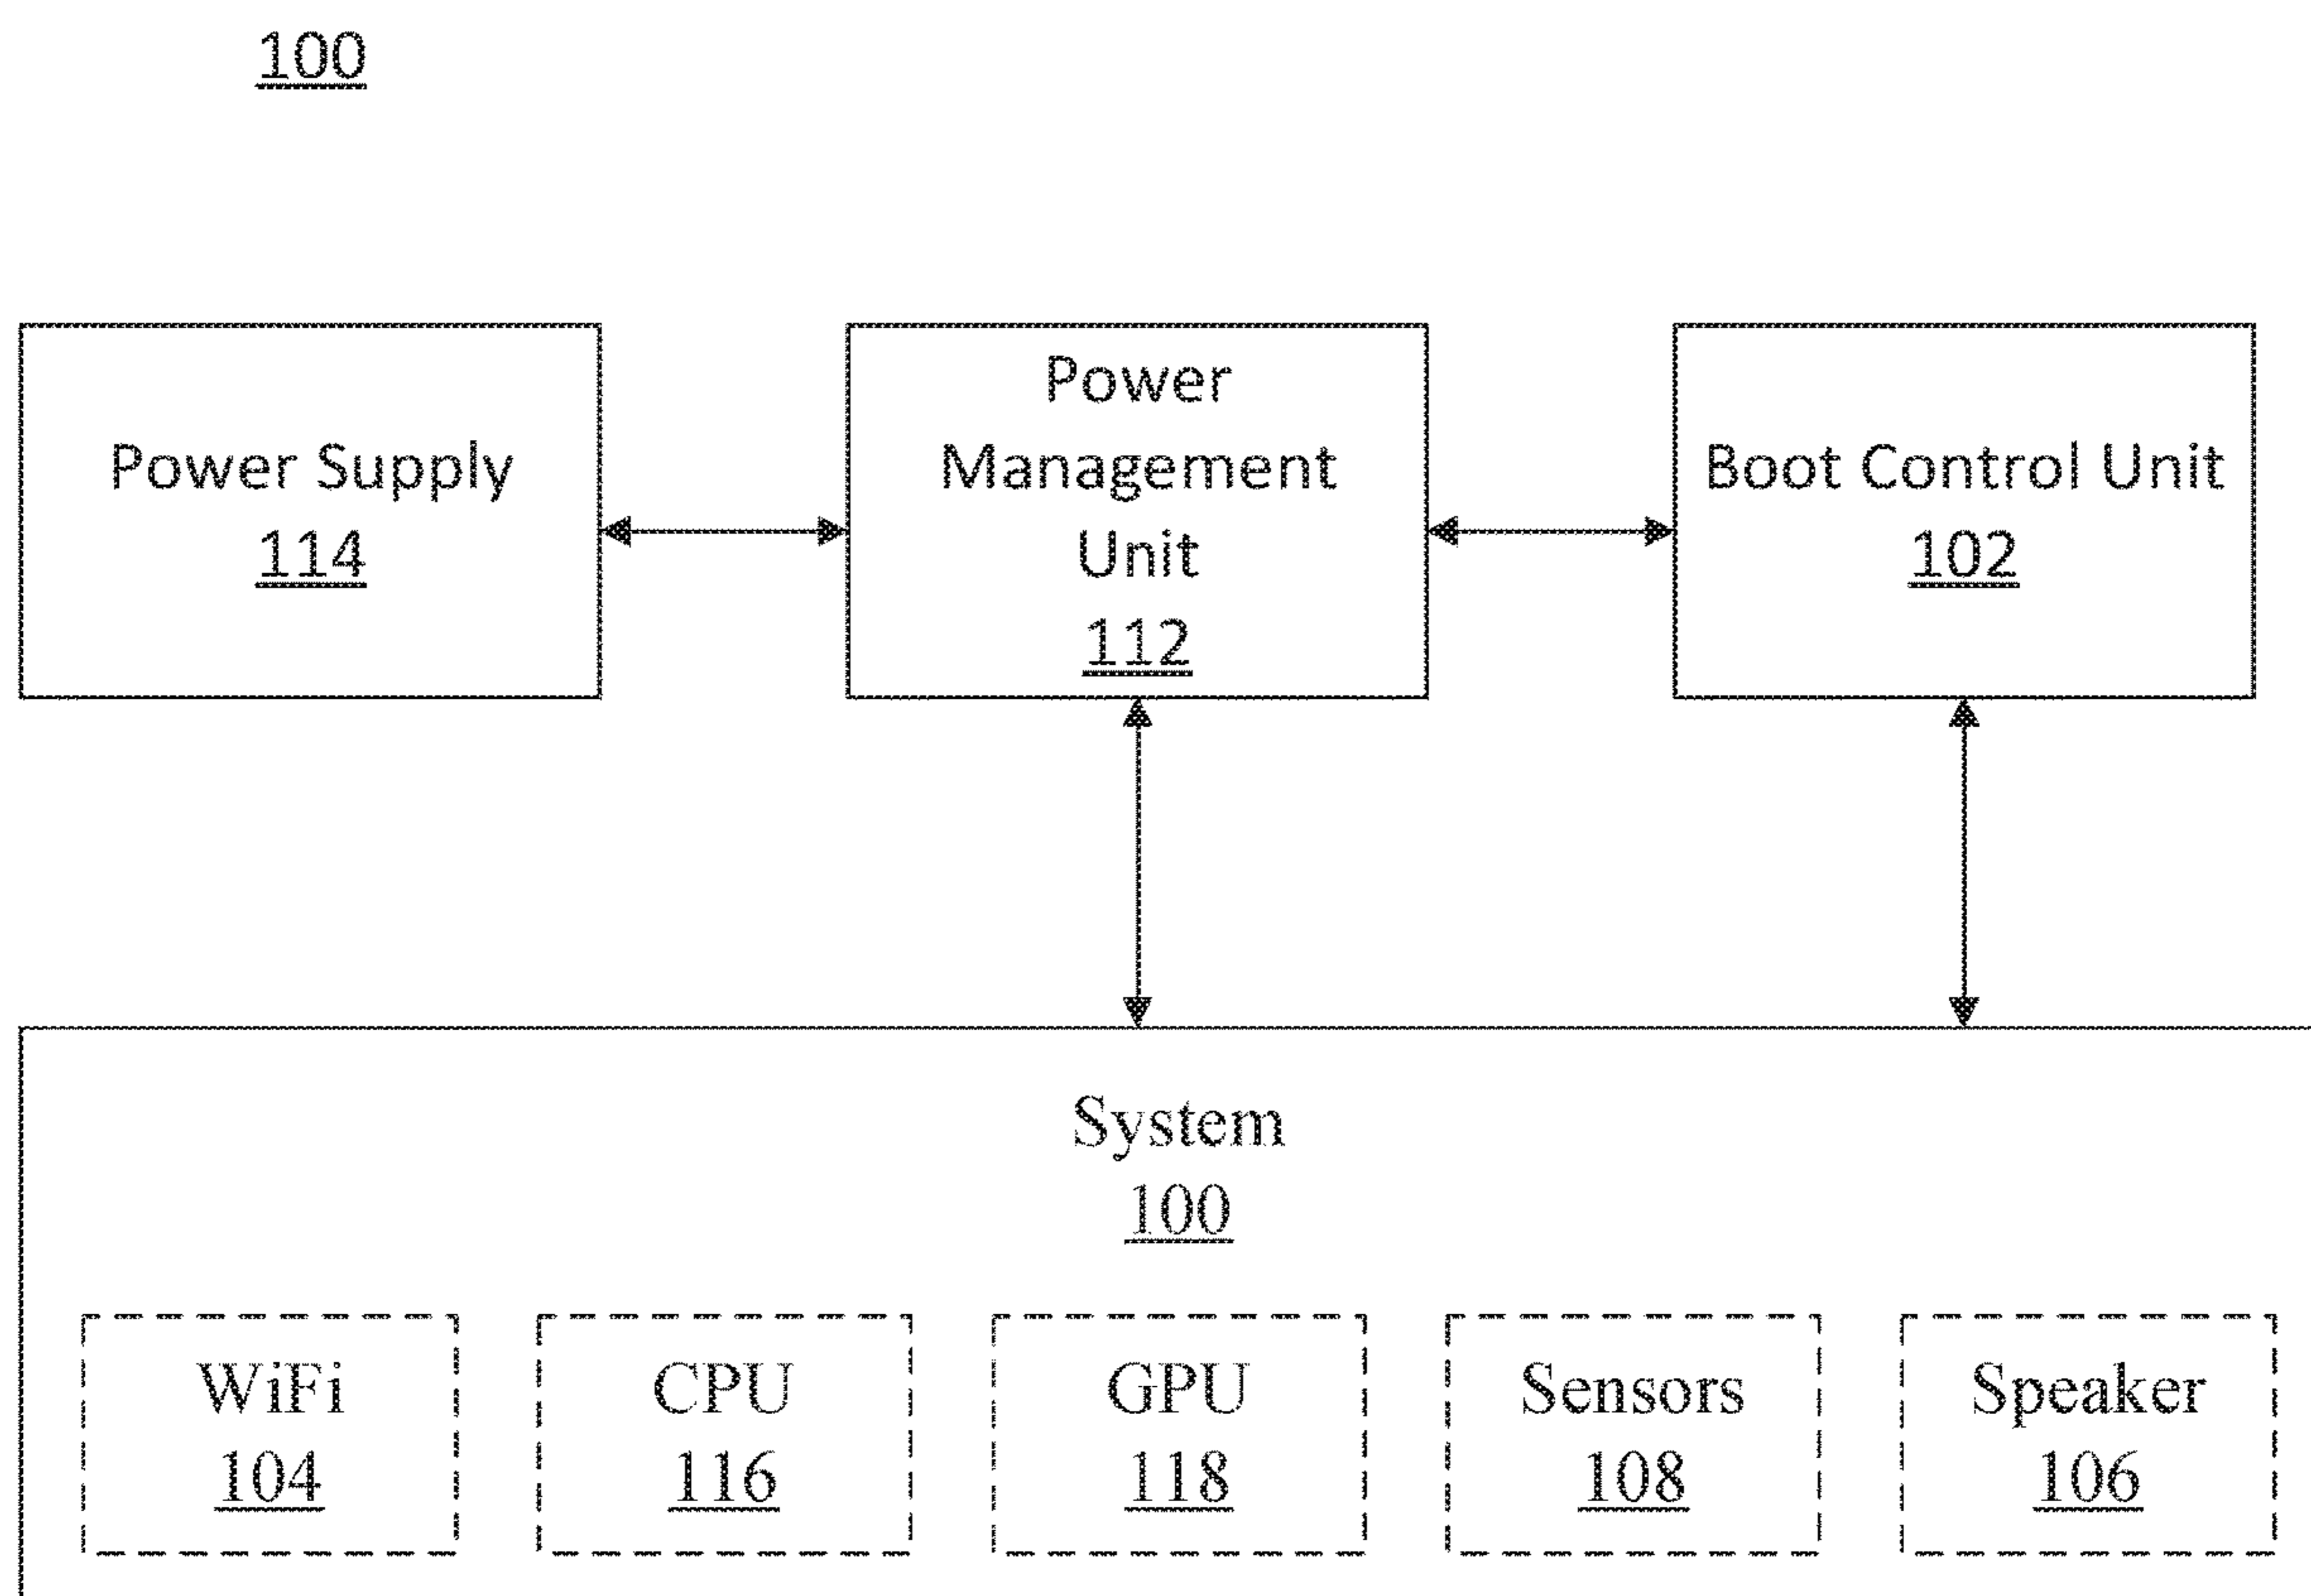 100
Power Supply
114
Power
Management
Unit
112
Boot Control Unit
102
System
100
WiFi
104
CPU
116
GPU
118
Sensors
108
Speaker
106